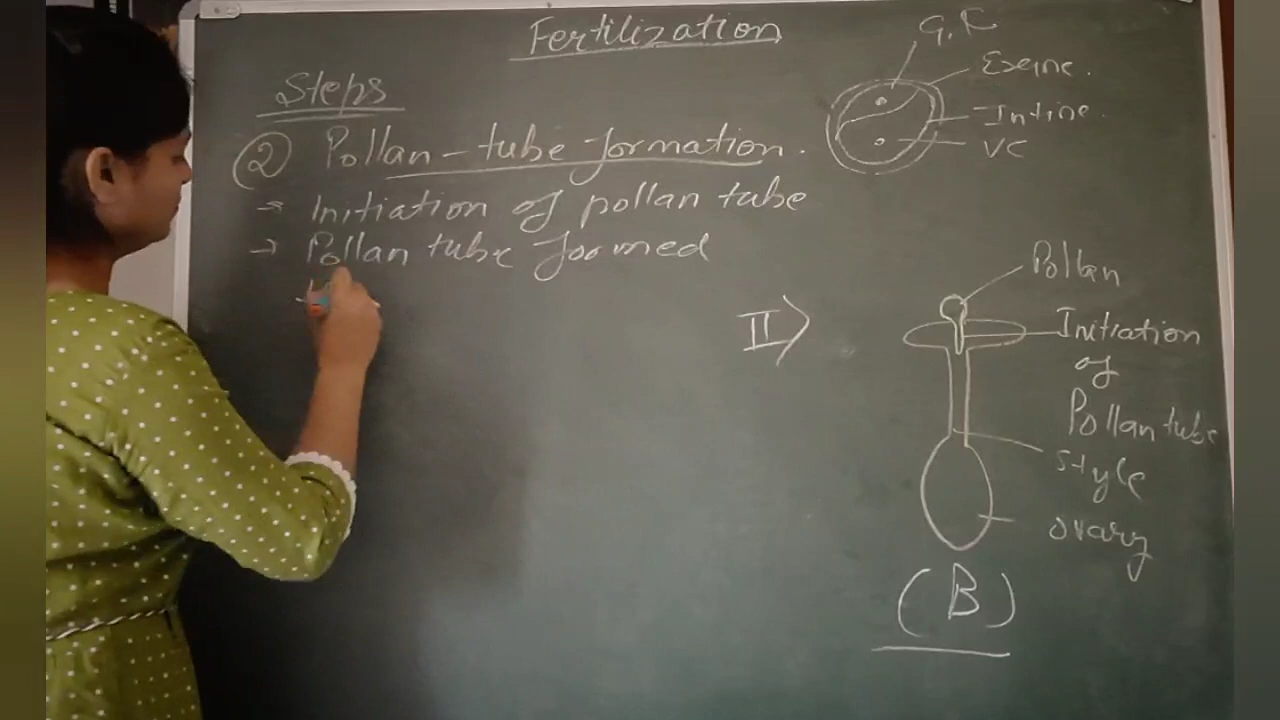 Fertilization
Steps
② Pollan-tube formation.
→ Initiation of pollan tube
→ Pollan tube formed
Exine.
Intine.
VC
II)
Pollan
Initiation
of
Pollan tube
style
ovary
(B)